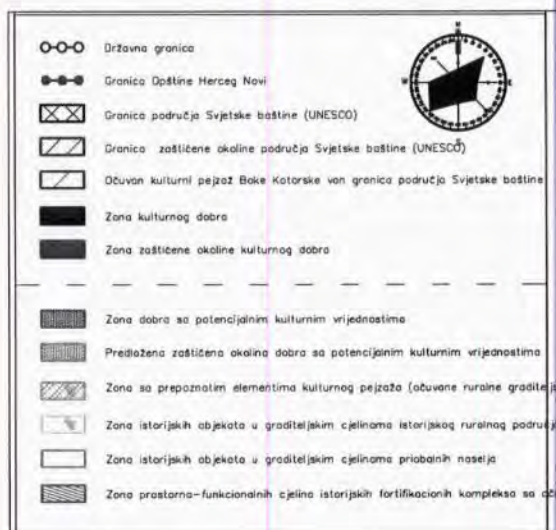 Državna granica
Granica Opštine Herceg Novi
Granica područja Svjetske baštine (UNESCO)
Granica zaštićene okoline područja Svjetske baštine (UNESCO)
Očuvan kulturni pejzaž Boke Kotorske van granica područja Svjetske baštine
Zona kulturnog dobra
Zona zaštićene okoline kulturnog dobra
Zona dobra sa potencijalnim kulturnim vrijednostima
Predložena zaštićena okolina dobra sa potencijalnim kulturnim vrijednostima
Zona sa prepoznatim elementima kulturnog pejzaža (očuvane ruralne
Zona istorijskih objekata u graditeljskim cjelinama istorijskog ruralnog
Zona istorijskih objekata u graditeljskim cjelinama priobalnih naselja
Zona prostorno-funkcionalnih cjelina istorijskih fortifikacionih kompleksa sa